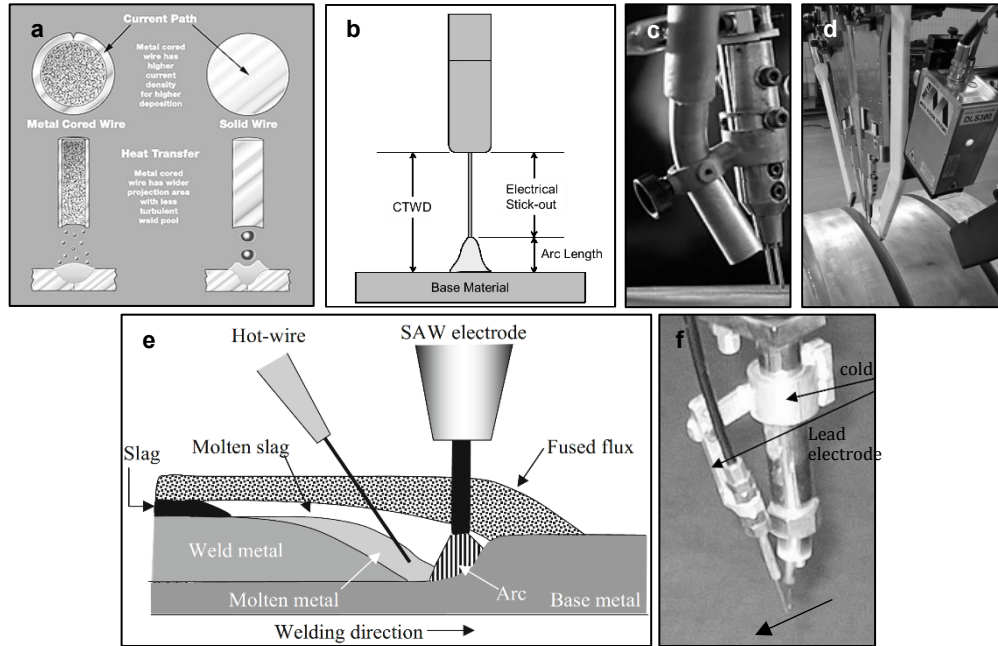 a
Current Path
Metal cored
wire has
higher
current
density
for higher
deposition
Metal Cored Wire
Solid Wire
Heat Transfer
Metal cored
wire has wider
projection area
with less
turbulent
weld pool
b
CTWD
Electrical
Stick-out
Arc Length
Base Material
c
d
DLS300
e
Hot-wire
SAW electrode
Molten slag
Fused flux
Slag
Weld metal
Molten metal
Arc
Base metal
Welding direction
f
cold
Lead
electrode